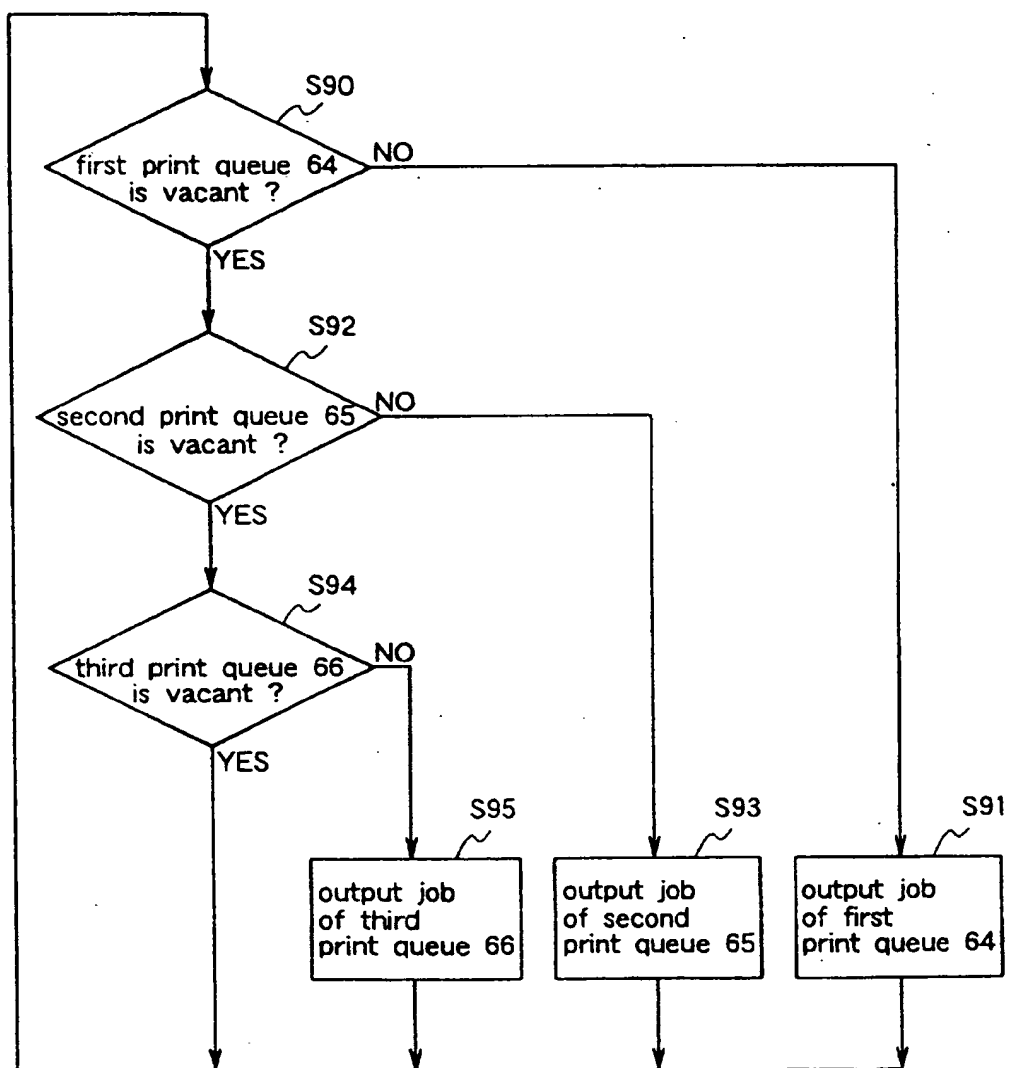 S90
first print queue 64
is vacant ?
NO
YES
S92
second print queue 65
is vacant ?
NO
YES
S94
third print queue 66
is vacant ?
NO
YES
S95
output job
of third
print queue 66
S93
output job
of second
print queue 65
S91
output job
of first
print queue 64